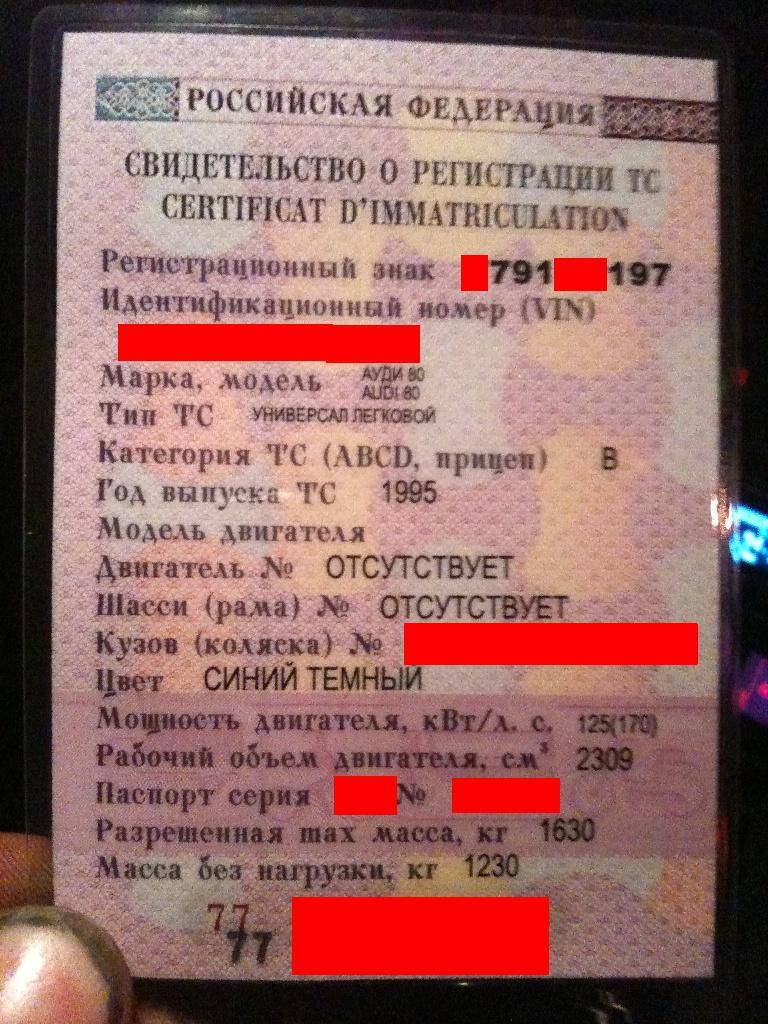 РОССИЙСКАЯ ФЕДЕРАЦИЯ
СВИДЕТЕЛЬСТВО О РЕГИСТРАЦИИ ТС
CERTIFICAT D'IMMATRICULATION
Регистрационный знак 791 197
Идентификационный номер (VIN)
Марка, модель АУДИ 80
AUDI 80
Тип ТС УНИВЕРСАЛ ЛЕГКОВОЙ
Категория ТС (ABCD, прицеп) B
Год выпуска ТС 1995
Модель двигателя
Двигатель № ОТСУТСТВУЕТ
Шасси (рама) № ОТСУТСТВУЕТ
Кузов (коляска) №
Цвет СИНИЙ ТЕМНЫЙ
Мощность двигателя, кВт/л. с. 125(170)
Рабочий объем двигателя, см³ 2309
Паспорт серия №
Разрешенная max масса, кг 1630
Масса без нагрузки, кг 1230
77
77